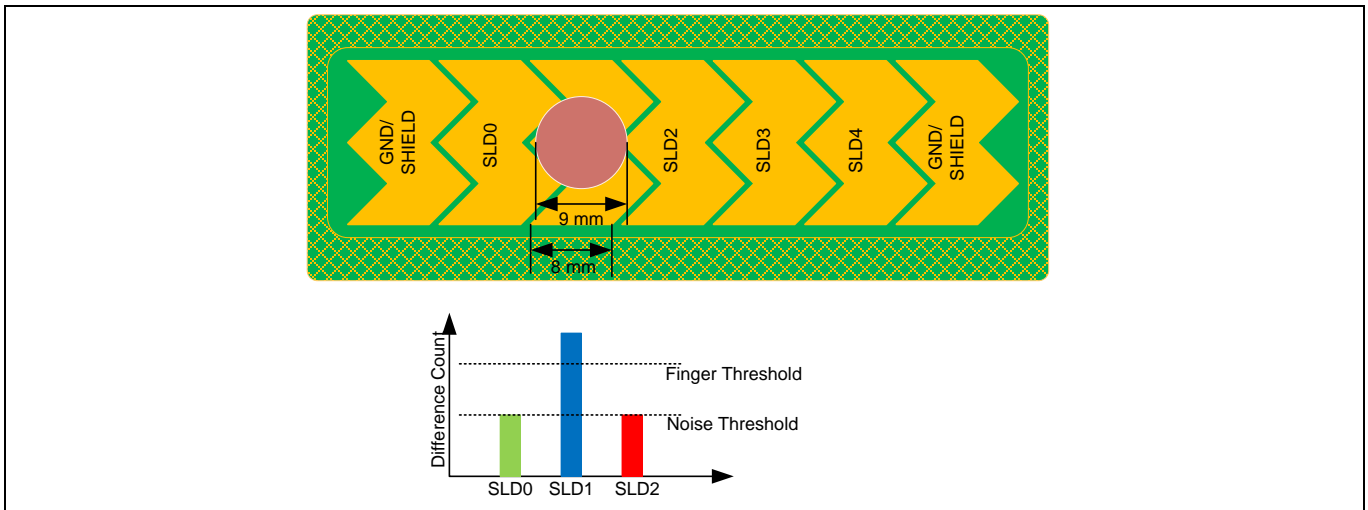 GND/
SHIELD
SLD0
SLD2
SLD3
SLD4
GND/
SHIELD
9 mm
8 mm
Difference Count
Finger Threshold
Noise Threshold
SLD0
SLD1
SLD2